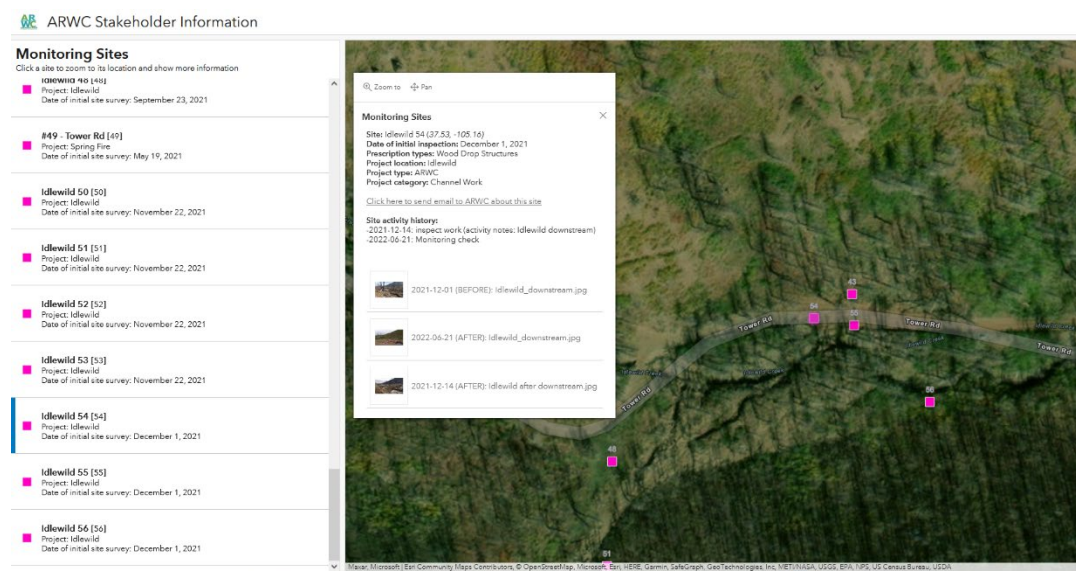 ARWC Stakeholder Information
Monitoring Sites
Click a site to zoom to its location and show more information
Idlewild 48 [48]
Project: Idlewild
Date of initial site survey: September 23, 2021
#49 - Tower Rd [49]
Project: Spring Fire
Date of initial site survey: May 19, 2021
Idlewild 50 [50]
Project: Idlewild
Date of initial site survey: November 22, 2021
Idlewild 51 [51]
Project: Idlewild
Date of initial site survey: November 22, 2021
Idlewild 52 [52]
Project: Idlewild
Date of initial site survey: November 22, 2021
Idlewild 53 [53]
Project: Idlewild
Date of initial site survey: November 22, 2021
Idlewild 54 [54]
Project: Idlewild
Date of initial site survey: December 1, 2021
Idlewild 55 [55]
Project: Idlewild
Date of initial site survey: December 1, 2021
Idlewild 56 [56]
Project: Idlewild
Date of initial site survey: December 1, 2021
Zoom to Pan
Monitoring Sites
Site: Idlewild 54 (37.53, -105.16)
Date of initial inspection: December 1, 2021
Prescription types: Wood Drop Structures
Project location: Idlewild
Project type: ARWC
Project category: Channel Work
Click here to send email to ARWC about this site
Site activity history:
-2021-12-14: inspect work (activity notes: Idlewild downstream)
-2022-06-21: Monitoring check
2021-12-01 (BEFORE): Idlewild_downstream.jpg
2022-06-21 (AFTER): Idlewild_downstream.jpg
2021-12-14 (AFTER): Idlewild after downstream.jpg
43
54
Tower Rd
Tower Rd
Tower Rd
Tower Rd
48
51
Maxar, Microsoft | Esri Community Maps Contributors, © OpenStreetMap, Microsoft, Esri, HERE, Garmin, SafeGraph, GeoTechnologies, Inc, METI/NASA, USGS, EPA, NPS, US Census Bureau, USDA